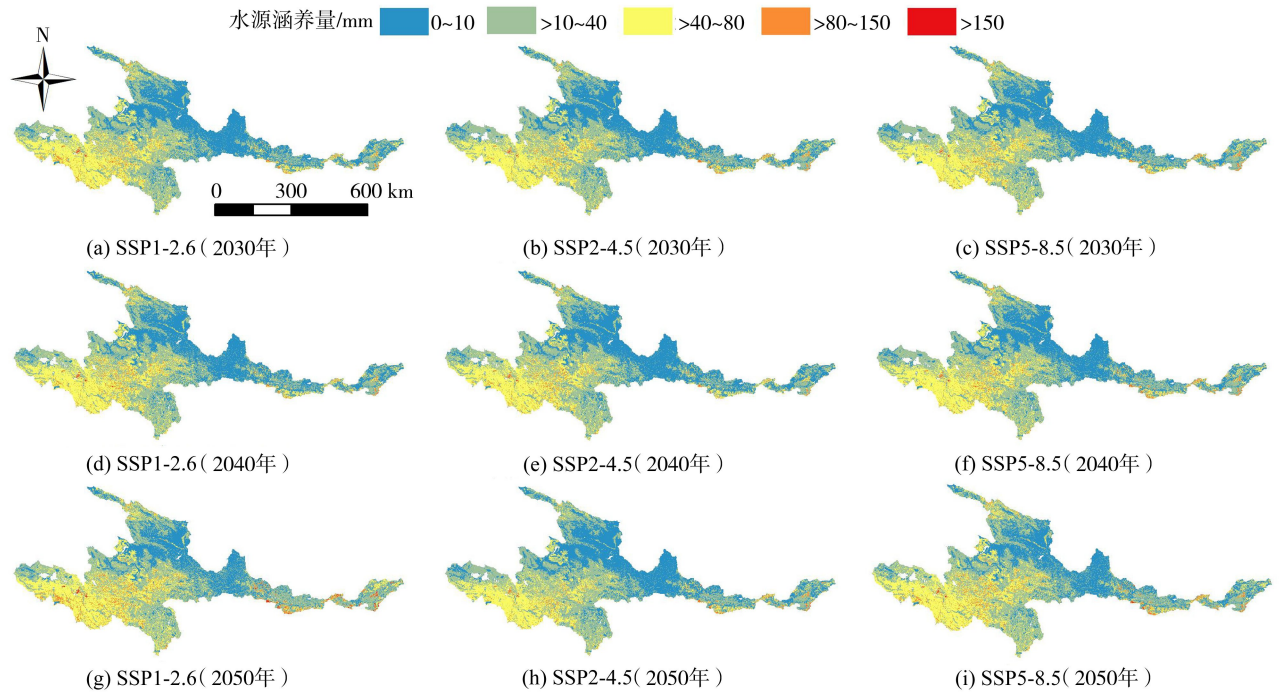 水源涵养量/mm 0~10 >10~40 >40~80 >80~150 >150
N
0 300 600 km
(a) SSP1-2.6（2030年） (b) SSP2-4.5（2030年） (c) SSP5-8.5（2030年）
(d) SSP1-2.6（2040年） (e) SSP2-4.5（2040年） (f) SSP5-8.5（2040年）
(g) SSP1-2.6（2050年） (h) SSP2-4.5（2050年） (i) SSP5-8.5（2050年）